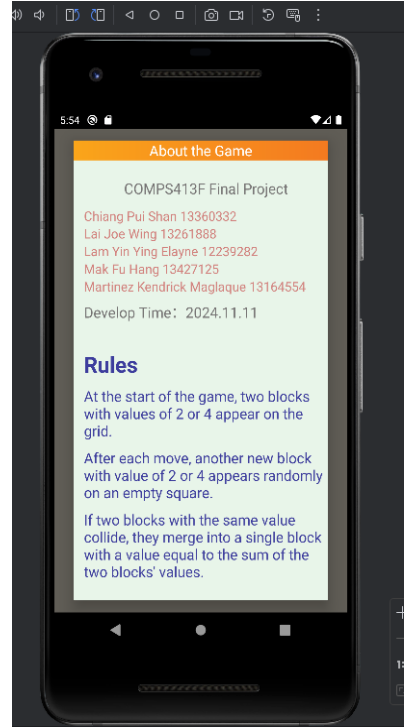 5:54
About the Game
COMPS413F Final Project
Chiang Pui Shan 13360332
Lai Joe Wing 13261888
Lam Yin Ying Elayne 12239282
Mak Fu Hang 13427125
Martinez Kendrick Maglaque 13164554
Develop Time：2024.11.11
Rules
At the start of the game, two blocks
with values of 2 or 4 appear on the
grid.
After each move, another new block
with value of 2 or 4 appears randomly
on an empty square.
If two blocks with the same value
collide, they merge into a single block
with a value equal to the sum of the
two blocks' values.